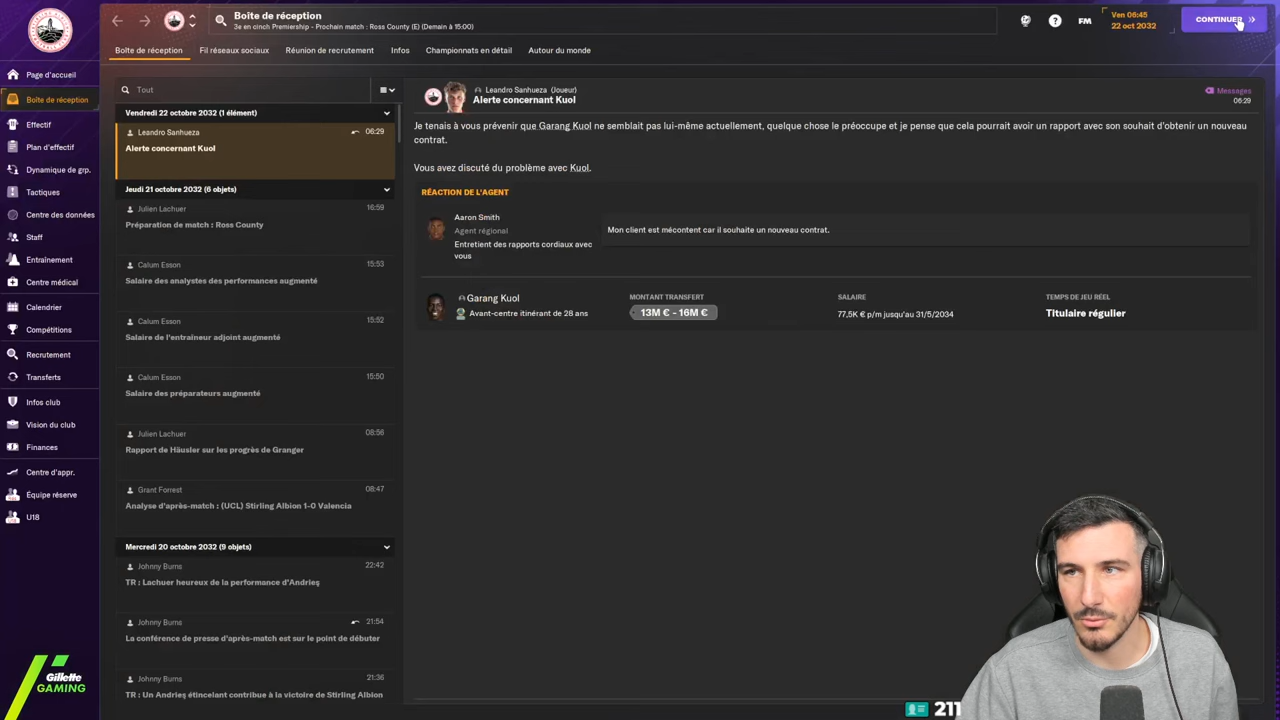 Boîte de réception
3e en cinch Premiership - Prochain match : Ross County (E) (Demain à 15:00)
FM
Ven 06:45
22 oct 2032
CONTINUER
Boîte de réception
Fil réseaux sociaux
Réunion de recrutement
Infos
Championnats en détail
Autour du monde
Page d'accueil
Boîte de réception
Effectif
Plan d'effectif
Dynamique de grp.
Tactiques
Centre des données
Staff
Entraînement
Centre médical
Calendrier
Compétitions
Recrutement
Transferts
Infos club
Vision du club
Finances
Centre d'appr.
Équipe réserve
U18
Gillette
GAMING
Tout
Vendredi 22 octobre 2032 (1 élément)
Leandro Sanhueza
06:29
Alerte concernant Kuol
Jeudi 21 octobre 2032 (6 objets)
Julien Lachuer
16:59
Préparation de match : Ross County
Calum Esson
15:53
Salaire des analystes des performances augmenté
Calum Esson
15:52
Salaire de l'entraîneur adjoint augmenté
Calum Esson
15:50
Salaire des préparateurs augmenté
Julien Lachuer
08:56
Rapport de Häusler sur les progrès de Granger
Grant Forrest
08:47
Analyse d'après-match : (UCL) Stirling Albion 1-0 Valencia
Mercredi 20 octobre 2032 (9 objets)
Johnny Burns
22:42
TR : Lachuer heureux de la performance d'Andrieş
Johnny Burns
21:54
La conférence de presse d'après-match est sur le point de débuter
Johnny Burns
21:36
TR : Un Andrieş étincelant contribue à la victoire de Stirling Albion
Leandro Sanhueza (Joueur)
Alerte concernant Kuol
Messages
06:29
Je tenais à vous prévenir que Garang Kuol ne semblait pas lui-même actuellement, quelque chose le préoccupe et je pense que cela pourrait avoir un rapport avec son souhait d'obtenir un nouveau
contrat.
Vous avez discuté du problème avec Kuol.
RÉACTION DE L'AGENT
Aaron Smith
Agent régional
Entretient des rapports cordiaux avec
vous
Mon client est mécontent car il souhaite un nouveau contrat.
Garang Kuol
Avant-centre itinérant de 28 ans
MONTANT TRANSFERT
13M € - 16M €
SALAIRE
77,5K € p/m jusqu'au 31/5/2034
TEMPS DE JEU RÉEL
Titulaire régulier
211